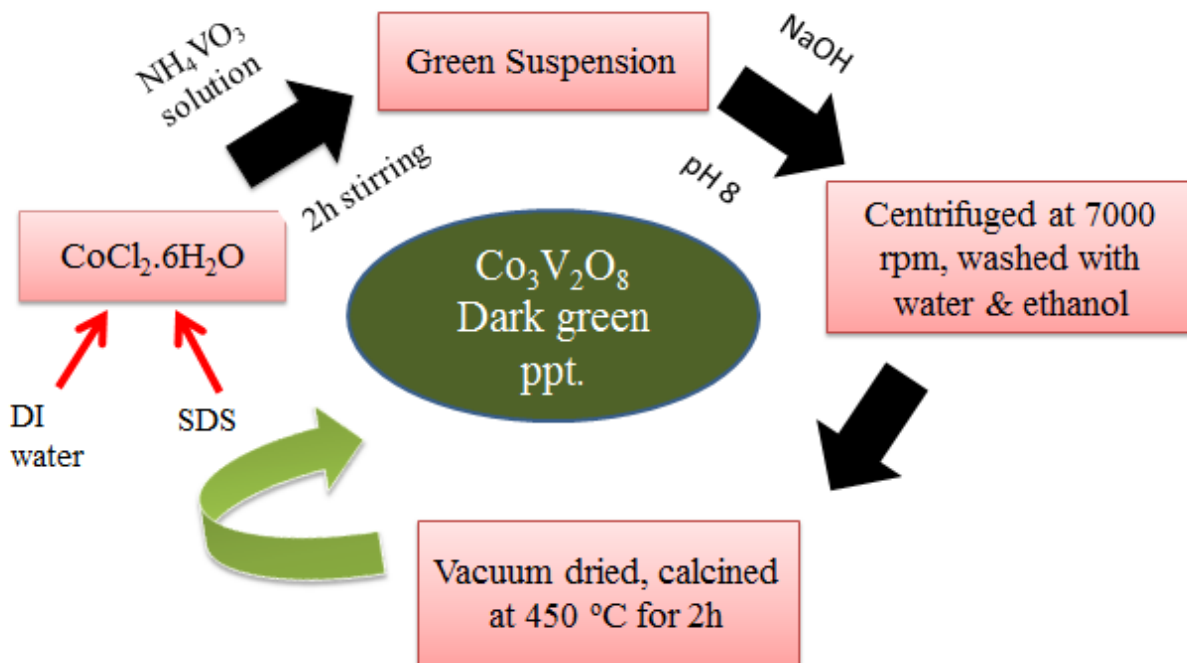 NH₄VO₃
solution
2h stirring
Green Suspension
NaOH
pH 8
CoCl₂.6H₂O
DI
water
SDS
Co₃V₂O₈
Dark green
ppt.
Centrifuged at 7000
rpm, washed with
water & ethanol
Vacuum dried, calcined
at 450 ºC for 2h